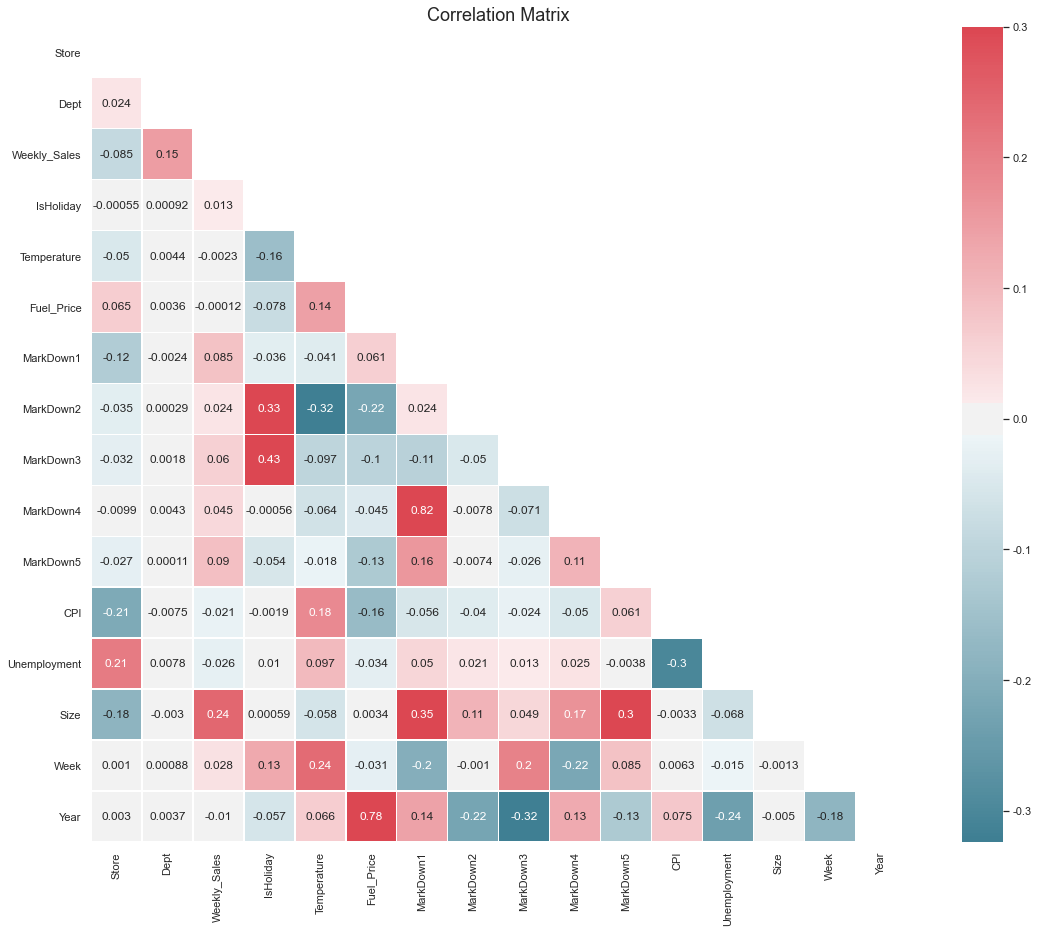 Correlation Matrix
Store
Dept 0.024
Weekly_Sales -0.085 0.15
IsHoliday -0.00055 0.00092 0.013
Temperature -0.05 0.0044 -0.0023 -0.16
Fuel_Price 0.065 0.0036 -0.00012 -0.078 0.14
MarkDown1 -0.12 -0.0024 0.085 -0.036 -0.041 0.061
MarkDown2 -0.035 0.00029 0.024 0.33 -0.32 -0.22 0.024
MarkDown3 -0.032 0.0018 0.06 0.43 -0.097 -0.1 -0.11 -0.05
MarkDown4 -0.0099 0.0043 0.045 -0.00056 -0.064 -0.045 0.82 -0.0078 -0.071
MarkDown5 -0.027 0.00011 0.09 -0.054 -0.018 -0.13 0.16 -0.0074 -0.026 0.11
CPI -0.21 -0.0075 -0.021 -0.0019 0.18 -0.16 -0.056 -0.04 -0.024 -0.05 0.061
Unemployment 0.21 0.0078 -0.026 0.01 0.097 -0.034 0.05 0.021 0.013 0.025 -0.0038 -0.3
Size -0.18 -0.003 0.24 0.00059 -0.058 0.0034 0.35 0.11 0.049 0.17 0.3 -0.0033 -0.068
Week 0.001 0.00088 0.028 0.13 0.24 -0.031 -0.2 -0.001 0.2 -0.22 0.085 0.0063 -0.015 -0.0013
Year 0.003 0.0037 -0.01 -0.057 0.066 0.78 0.14 -0.22 -0.32 0.13 -0.13 0.075 -0.24 -0.005 -0.18
Store Dept Weekly_Sales IsHoliday Temperature Fuel_Price MarkDown1 MarkDown2 MarkDown3 MarkDown4 MarkDown5 CPI Unemployment Size Week Year
0.3
0.2
0.1
0.0
-0.1
-0.2
-0.3